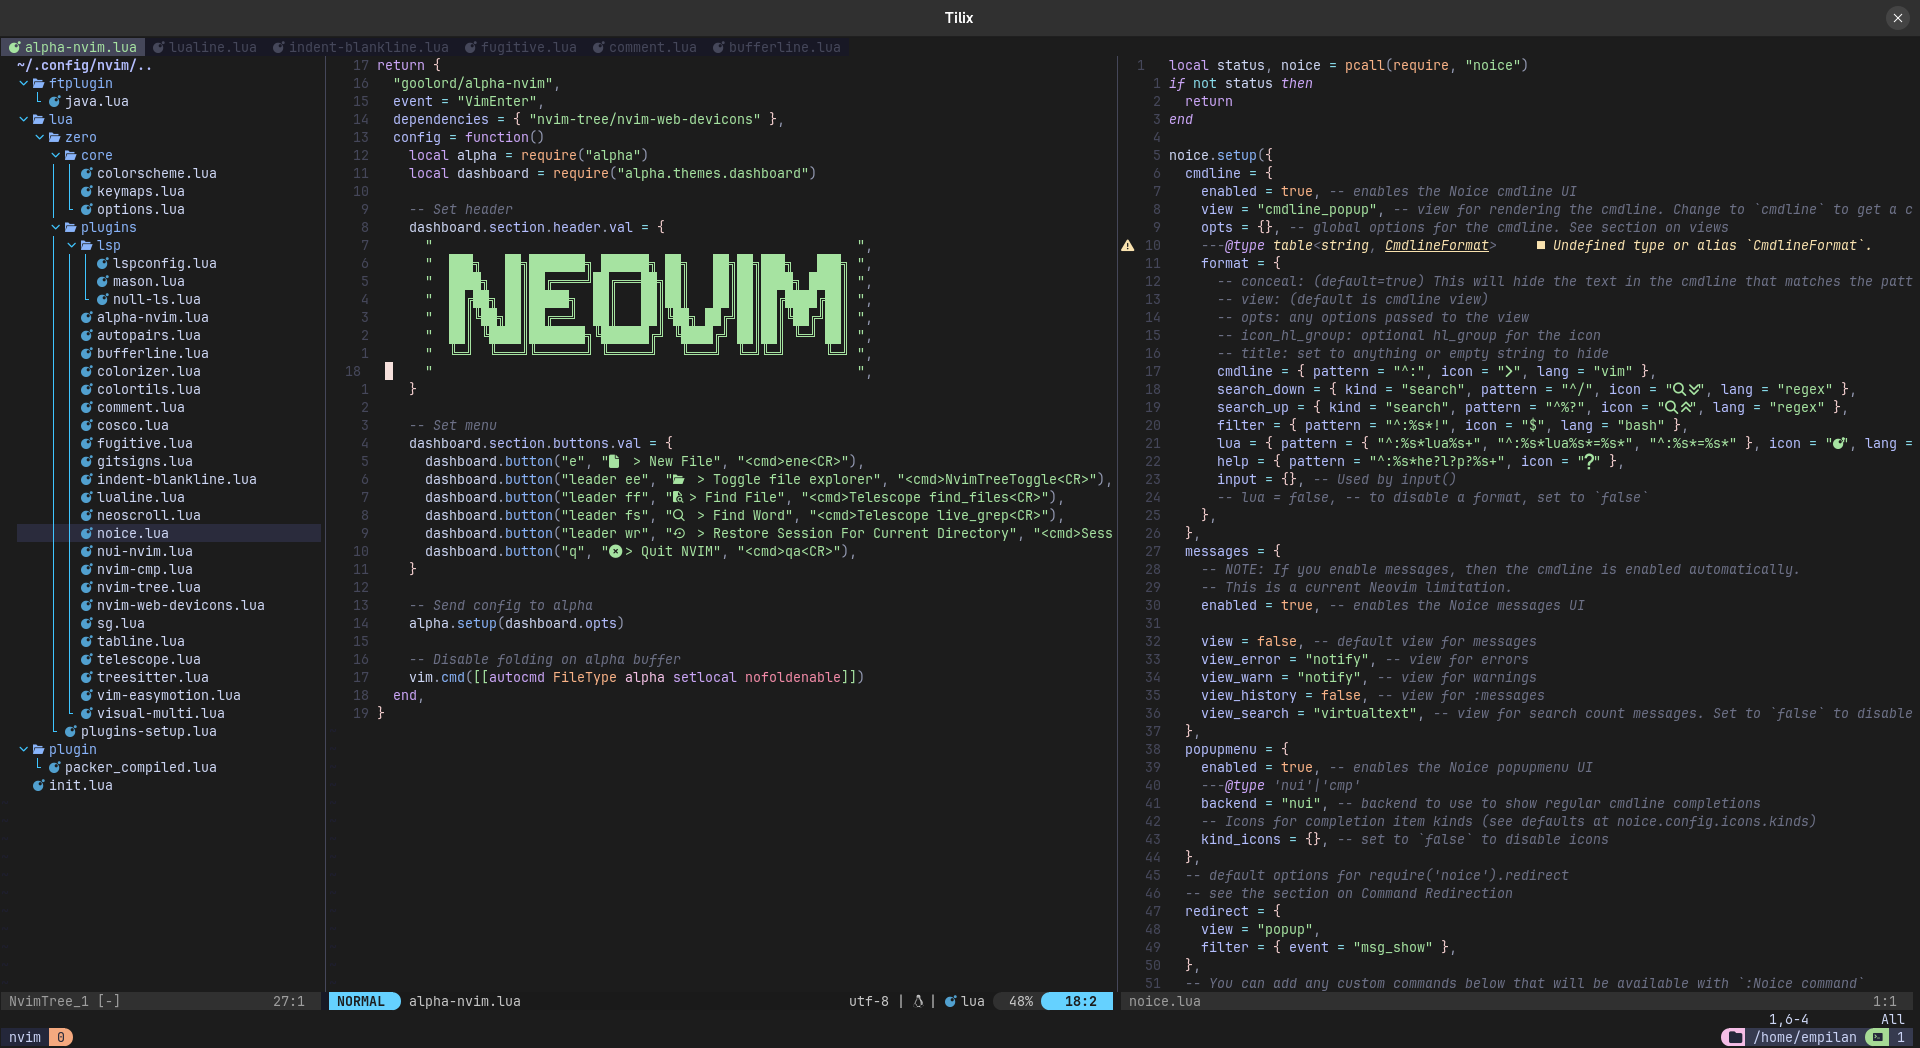 Tilix
alpha-nvim.lua lualine.lua indent-blankline.lua fugitive.lua comment.lua bufferline.lua
~/.config/nvim/..
ftplugin
java.lua
lua
zero
core
colorscheme.lua
keymaps.lua
options.lua
plugins
lsp
lspconfig.lua
mason.lua
null-ls.lua
alpha-nvim.lua
autopairs.lua
bufferline.lua
colorizer.lua
colortils.lua
comment.lua
cosco.lua
fugitive.lua
gitsigns.lua
indent-blankline.lua
lualine.lua
neoscroll.lua
noice.lua
nui-nvim.lua
nvim-cmp.lua
nvim-tree.lua
nvim-web-devicons.lua
sg.lua
tabline.lua
telescope.lua
treesitter.lua
vim-easymotion.lua
visual-multi.lua
plugins-setup.lua
plugin
packer_compiled.lua
init.lua
NvimTree_1 [-] 27:1
17 return {
16 "goolord/alpha-nvim",
15 event = "VimEnter",
14 dependencies = { "nvim-tree/nvim-web-devicons" },
13 config = function()
12 local alpha = require("alpha")
11 local dashboard = require("alpha.themes.dashboard")
10
9 -- Set header
8 dashboard.section.header.val = {
7 " ",
6 " ",
5 " ",
4 " NEOVIM ",
3 " ",
2 " ",
1 " ",
18 " ",
1 }
2
3 -- Set menu
4 dashboard.section.buttons.val = {
5 dashboard.button("e", " > New File", "<cmd>ene<CR>"),
6 dashboard.button("leader ee", " > Toggle file explorer", "<cmd>NvimTreeToggle<CR>"),
7 dashboard.button("leader ff", " > Find File", "<cmd>Telescope find_files<CR>"),
8 dashboard.button("leader fs", " > Find Word", "<cmd>Telescope live_grep<CR>"),
9 dashboard.button("leader wr", " > Restore Session For Current Directory", "<cmd>Sess
10 dashboard.button("q", " > Quit NVIM", "<cmd>qa<CR>"),
11 }
12
13 -- Send config to alpha
14 alpha.setup(dashboard.opts)
15
16 -- Disable folding on alpha buffer
17 vim.cmd([[autocmd FileType alpha setlocal nofoldenable]])
18 end,
19 }
NORMAL alpha-nvim.lua utf-8 | | lua 48% 18:2
1 local status, noice = pcall(require, "noice")
1 if not status then
2 return
3 end
4
5 noice.setup({
6 cmdline = {
7 enabled = true, -- enables the Noice cmdline UI
8 view = "cmdline_popup", -- view for rendering the cmdline. Change to `cmdline` to get a c
9 opts = {}, -- global options for the cmdline. See section on views
10 ---@type table<string, CmdlineFormat> ■ Undefined type or alias `CmdlineFormat`.
11 format = {
12 -- conceal: (default=true) This will hide the text in the cmdline that matches the patt
13 -- view: (default is cmdline view)
14 -- opts: any options passed to the view
15 -- icon_hl_group: optional hl_group for the icon
16 -- title: set to anything or empty string to hide
17 cmdline = { pattern = "^:", icon = "", lang = "vim" },
18 search_down = { kind = "search", pattern = "^/", icon = " ", lang = "regex" },
19 search_up = { kind = "search", pattern = "^%?", icon = " ", lang = "regex" },
20 filter = { pattern = "^:%s*!", icon = "$", lang = "bash" },
21 lua = { pattern = { "^:%s*lua%s+", "^:%s*lua%s*=%s*", "^:%s*=%s*" }, icon = "", lang =
22 help = { pattern = "^:%s*he?l?p?%s+", icon = "?" },
23 input = {}, -- Used by input()
24 -- lua = false, -- to disable a format, set to `false`
25 },
26 },
27 messages = {
28 -- NOTE: If you enable messages, then the cmdline is enabled automatically.
29 -- This is a current Neovim limitation.
30 enabled = true, -- enables the Noice messages UI
31
32 view = false, -- default view for messages
33 view_error = "notify", -- view for errors
34 view_warn = "notify", -- view for warnings
35 view_history = false, -- view for :messages
36 view_search = "virtualtext", -- view for search count messages. Set to `false` to disable
37 },
38 popupmenu = {
39 enabled = true, -- enables the Noice popupmenu UI
40 ---@type 'nui'|'cmp'
41 backend = "nui", -- backend to use to show regular cmdline completions
42 -- Icons for completion item kinds (see defaults at noice.config.icons.kinds)
43 kind_icons = {}, -- set to `false` to disable icons
44 },
45 -- default options for require('noice').redirect
46 -- see the section on Command Redirection
47 redirect = {
48 view = "popup",
49 filter = { event = "msg_show" },
50 },
51 -- You can add any custom commands below that will be available with `:Noice command`
noice.lua 1:1
1,6-4 All
nvim 0 /home/empilan 1